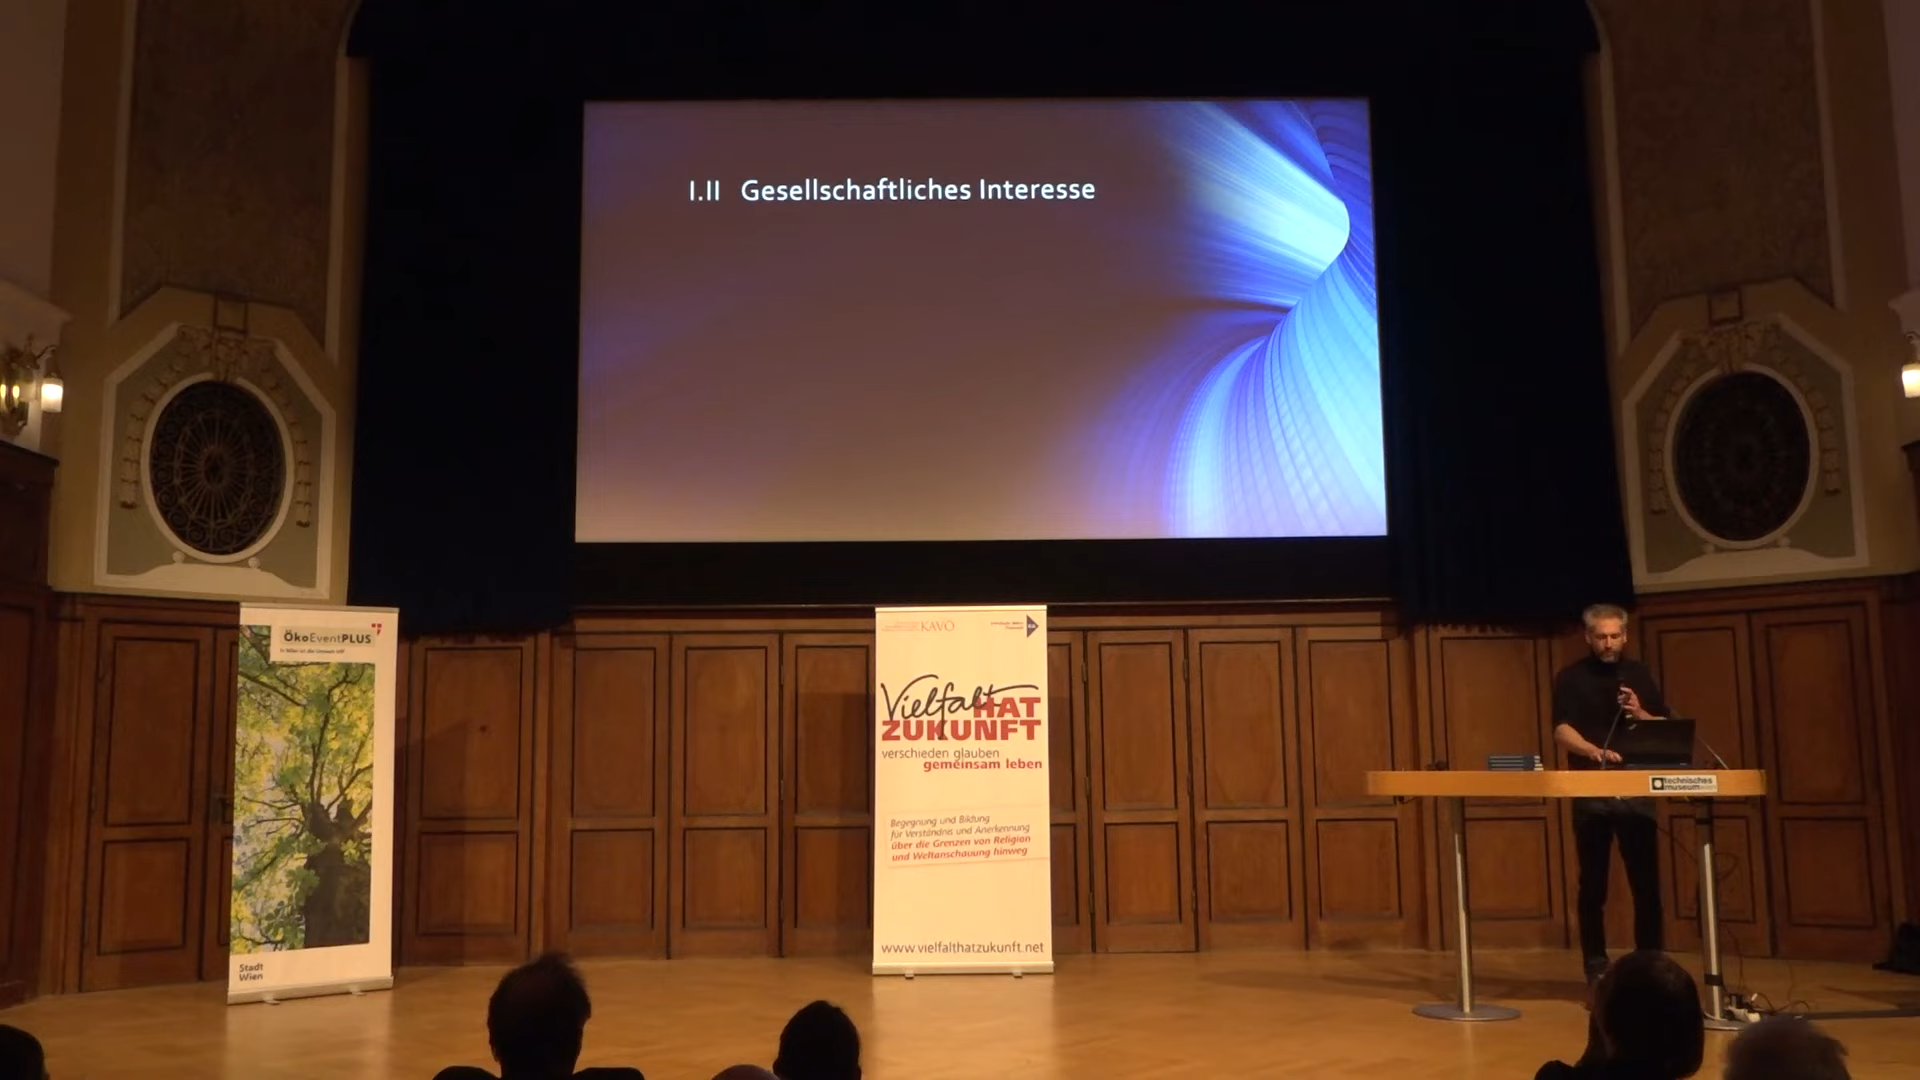 I.II Gesellschaftliches Interesse
ÖkoEventPLUS
Stadt
Wien
KAVÖ
Vielfalt HAT
ZUKUNFT
verschieden glauben
gemeinsam leben
Begegnung und Bildung
für Verständnis und Anerkennung
über die Grenzen von Religion
und Weltanschauung hinweg
www.vielfalthatzukunft.net
technisches
museum